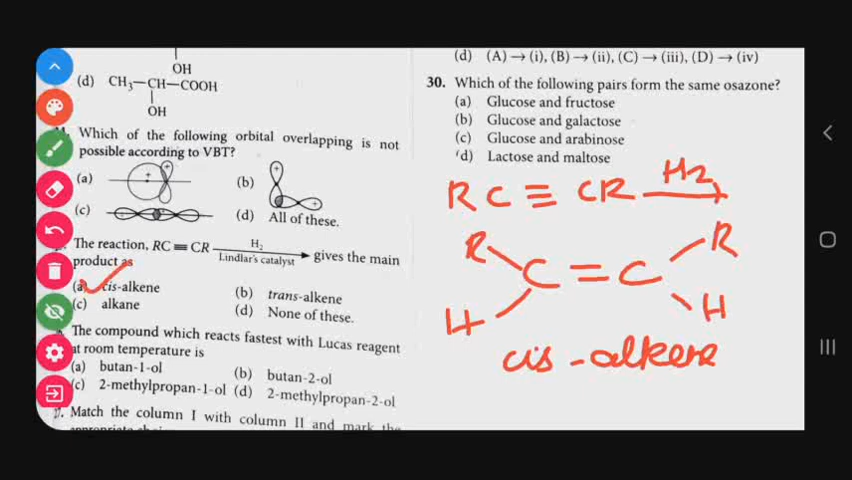 OH
(d) CH3—CH—COOH
OH
Which of the following orbital overlapping is not
possible according to VBT?
(a)
(b)
(c)
(d) All of these.
The reaction, RC ≡ CR H2 Lindlar's catalyst → gives the main
product as
(a) cis-alkene
(b) trans-alkene
(c) alkane
(d) None of these.
The compound which reacts fastest with Lucas reagent
at room temperature is
(a) butan-1-ol
(b) butan-2-ol
(c) 2-methylpropan-1-ol (d) 2-methylpropan-2-ol
Match the column I with column II and mark the
(d) (A) → (i), (B) → (ii), (C) → (iii), (D) → (iv)
30. Which of the following pairs form the same osazone?
(a) Glucose and fructose
(b) Glucose and galactose
(c) Glucose and arabinose
(d) Lactose and maltose
RC ≡ CR H2 →
R R
C = C
H H
cis-alkene